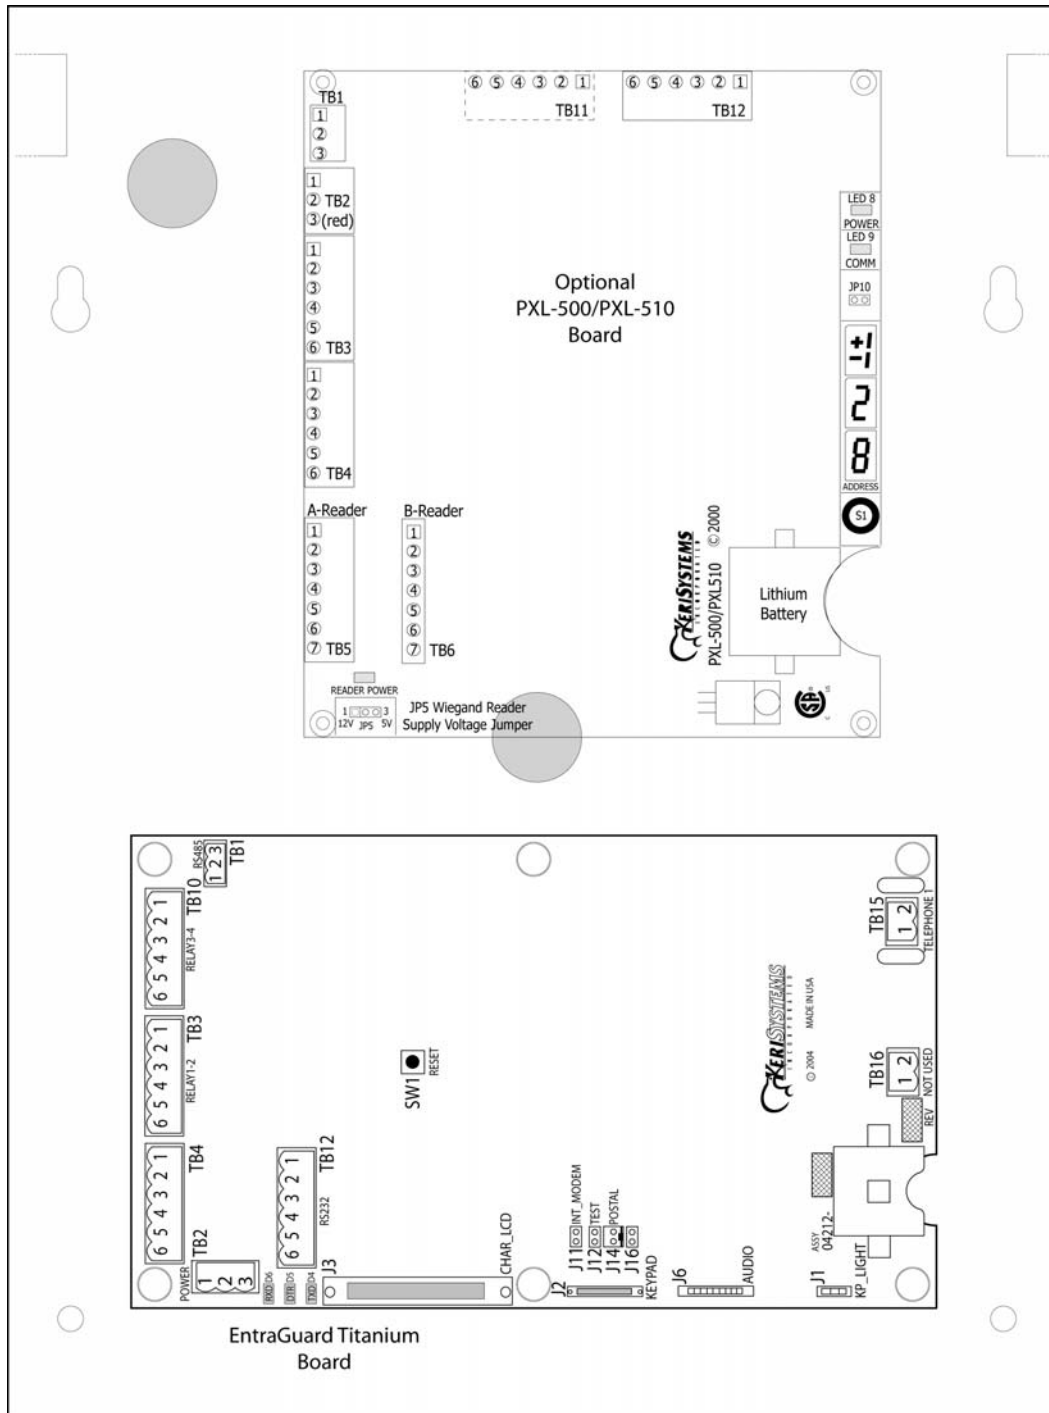 6 5 4 3 2 1
TB11
6 5 4 3 2 1
TB12
TB1
1
2
3
1
2 TB2
3 (red)
1
2
3
4
5
6 TB3
1
2
3
4
5
6 TB4
Optional
PXL-500/PXL-510
Board
LED 8
POWER
LED 9
COMM
JP10
+1
-1
2
8
ADDRESS
S1
A-Reader
1
2
3
4
5
6
7 TB5
B-Reader
1
2
3
4
5
6
7 TB6
KERISYSTEMS
INCORPORATED
PXL-500/PXL510 © 2000
Lithium
Battery
READER POWER
1 3
12V JP5 5V
JP5 Wiegand Reader
Supply Voltage Jumper
SA
C
US
RS485
1 2 3
TB1
6 5 4 3 2 1
TB10
RELAY3-4
6 5 4 3 2 1
TB3
RELAY1-2
6 5 4 3 2 1
TB4
POWER
TB2
1 2 3
6 5 4 3 2 1
TB12
RS232
RXD D6
DTR D5
TXD D4
J3
CHAR_LCD
SW1
RESET
J11 INT_MODEM
J12 TEST
J14 POSTAL
J16
J2
KEYPAD
J6
AUDIO
J1
KP_LIGHT
KERISYSTEMS
INCORPORATED
© 2004 MADE IN USA
TB15
1 2
TELEPHONE 1
TB16
1 2
NOT USED
REV
ASSY
04212-
EntraGuard Titanium
Board